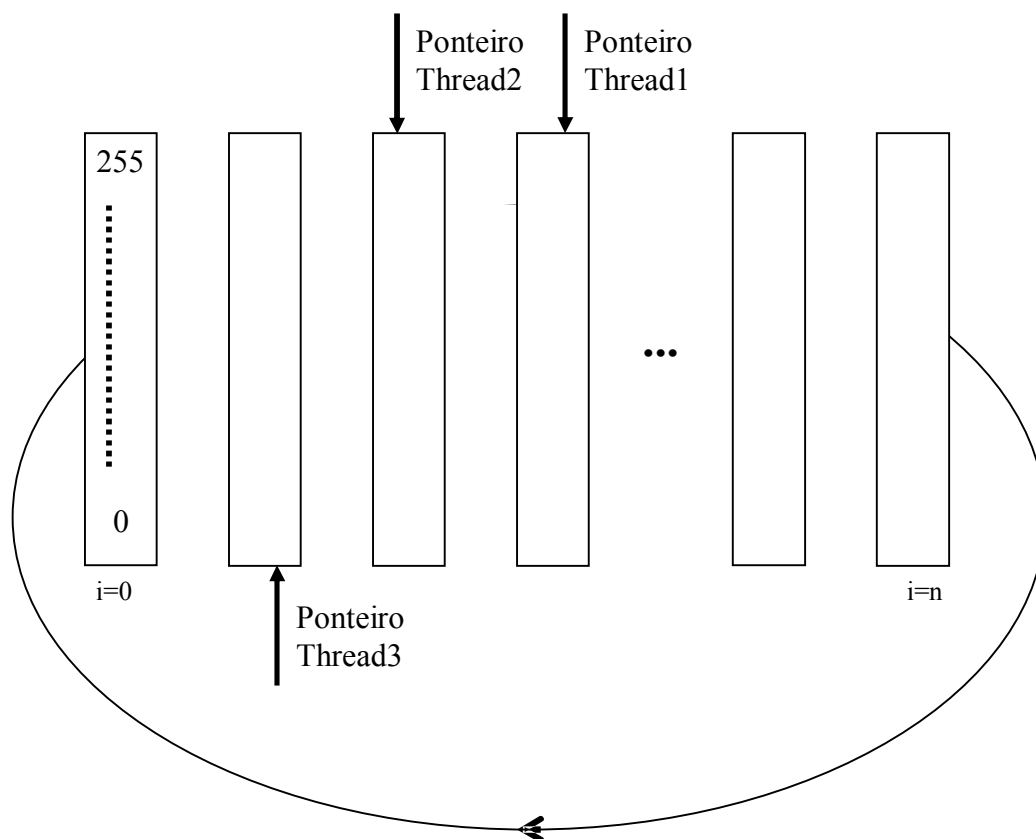 Ponteiro
Thread2
Ponteiro
Thread1
255
0
...
i=0
i=n
Ponteiro
Thread3